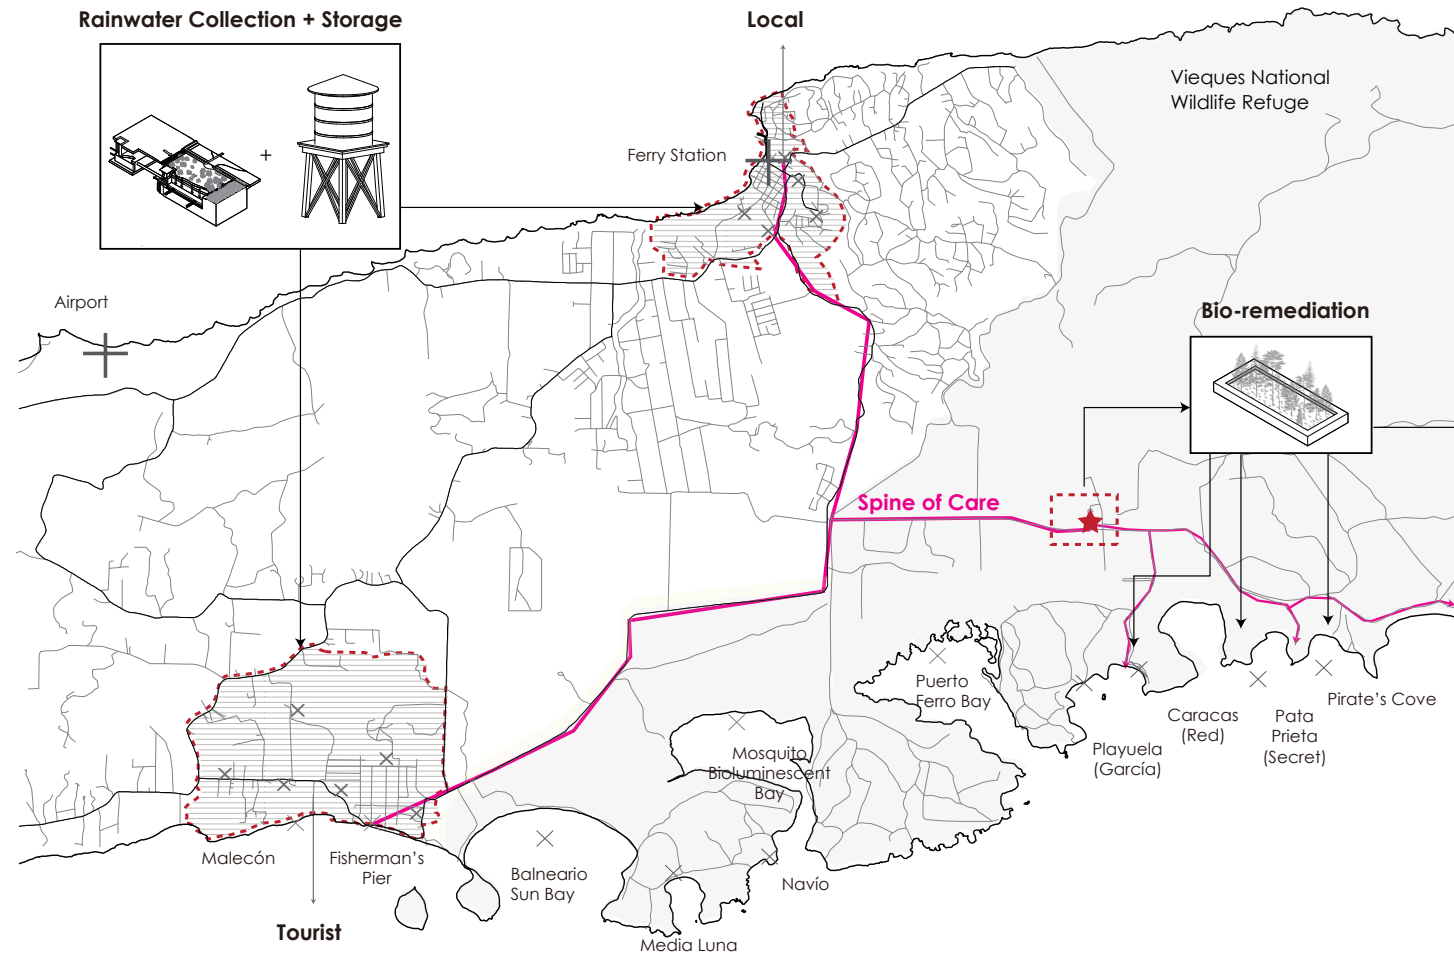 Rainwater Collection + Storage
Local
Vieques National
Wildlife Refuge
+
Ferry Station
Airport
Bio-remediation
Spine of Care
Puerto
Ferro Bay
Pirate's Cove
Caracas
(Red)
Pata
Prieta
(Secret)
Playuela
(García)
Mosquito
Bioluminescent
Bay
Malecón
Fisherman's
Pier
Balneario
Sun Bay
Navío
Tourist
Media Luna